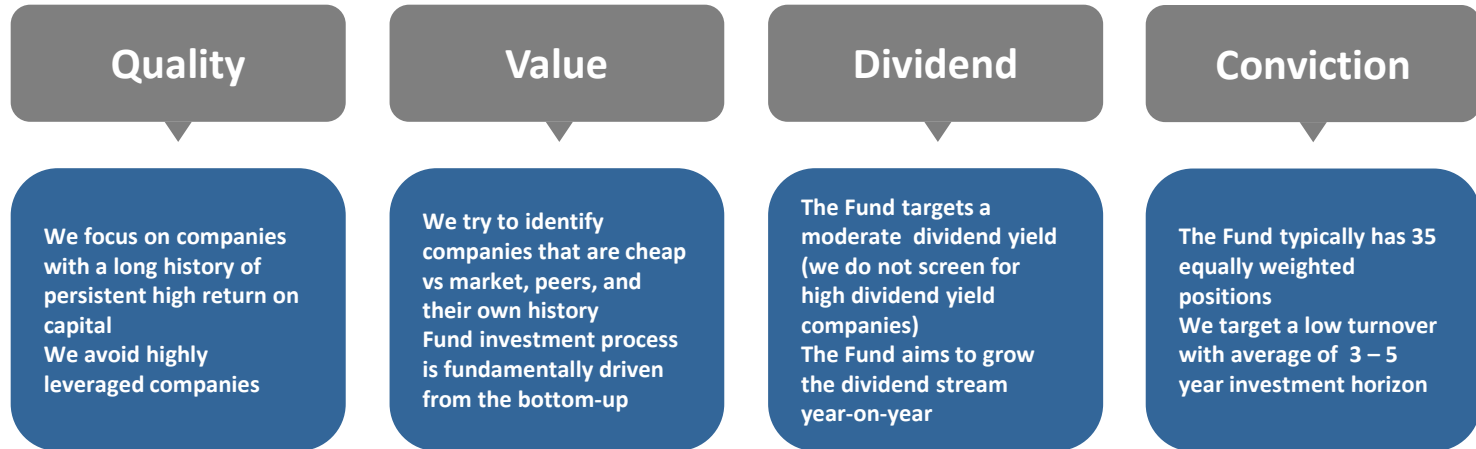 Quality
We focus on companies
with a long history of
persistent high return on
capital
We avoid highly
leveraged companies
Value
We try to identify
companies that are cheap
vs market, peers, and
their own history
Fund investment process
is fundamentally driven
from the bottom-up
Dividend
The Fund targets a
moderate dividend yield
(we do not screen for
high dividend yield
companies)
The Fund aims to grow
the dividend stream
year-on-year
Conviction
The Fund typically has 35
equally weighted
positions
We target a low turnover
with average of 3 – 5
year investment horizon